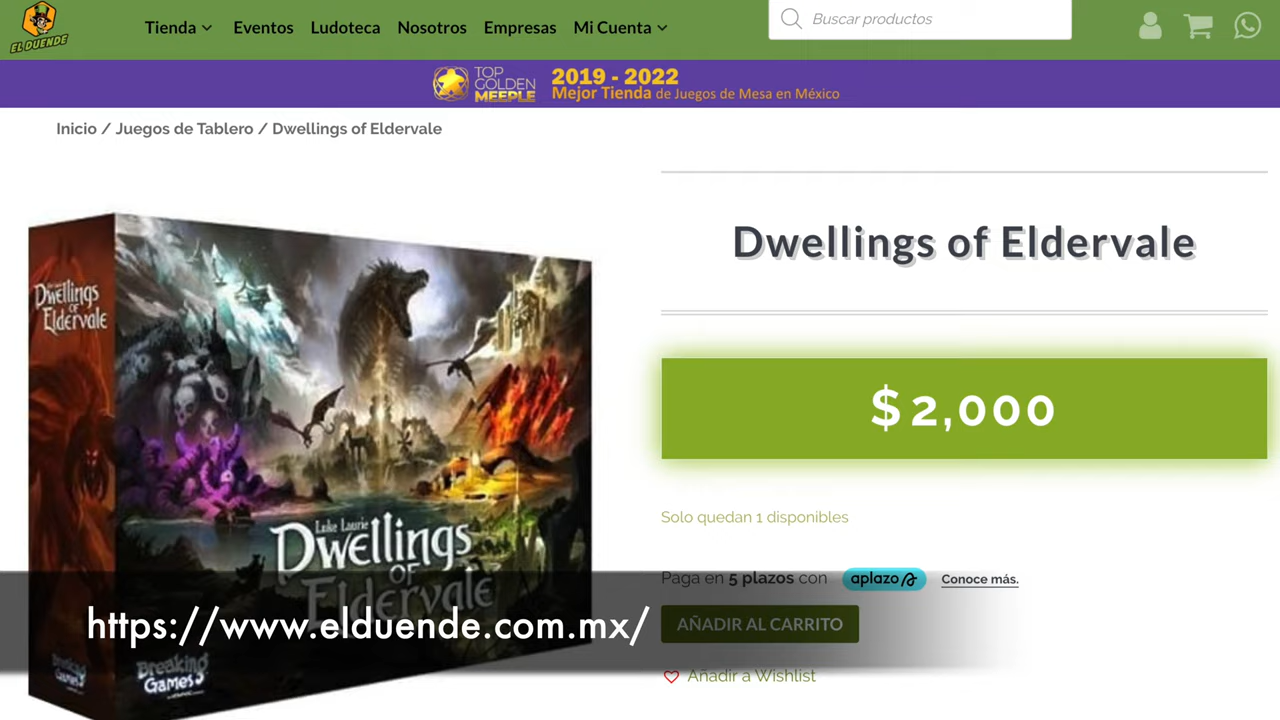 EL DUENDE
Tienda Eventos Ludoteca Nosotros Empresas Mi Cuenta
Buscar productos
TOP GOLDEN MEEPLE
2019 - 2022
Mejor Tienda de Juegos de Mesa en México
Inicio / Juegos de Tablero / Dwellings of Eldervale
Dwellings of Eldervale
$2,000
Solo quedan 1 disponibles
Paga en 5 plazos con aplazo Conoce más.
AÑADIR AL CARRITO
Añadir a Wishlist
Dwellings
OF
Eldervale
Luke Laurie
Dwellings
OF
Eldervale
Breaking
Games
https://www.elduende.com.mx/